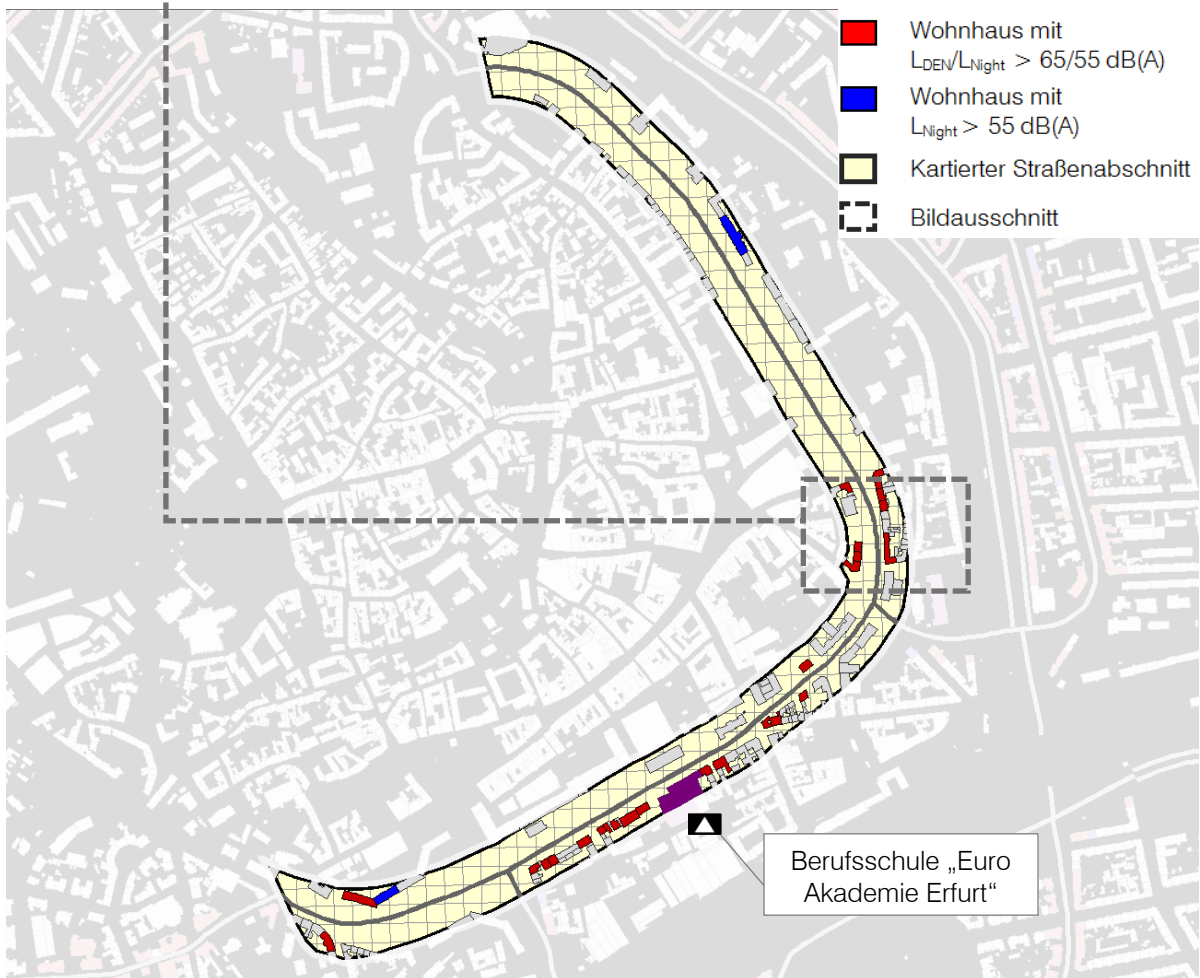 Wohnhaus mit
LDEN/LNight > 65/55 dB(A)
Wohnhaus mit
LNight > 55 dB(A)
Kartierter Straßenabschnitt
Bildausschnitt
Berufsschule „Euro
Akademie Erfurt“